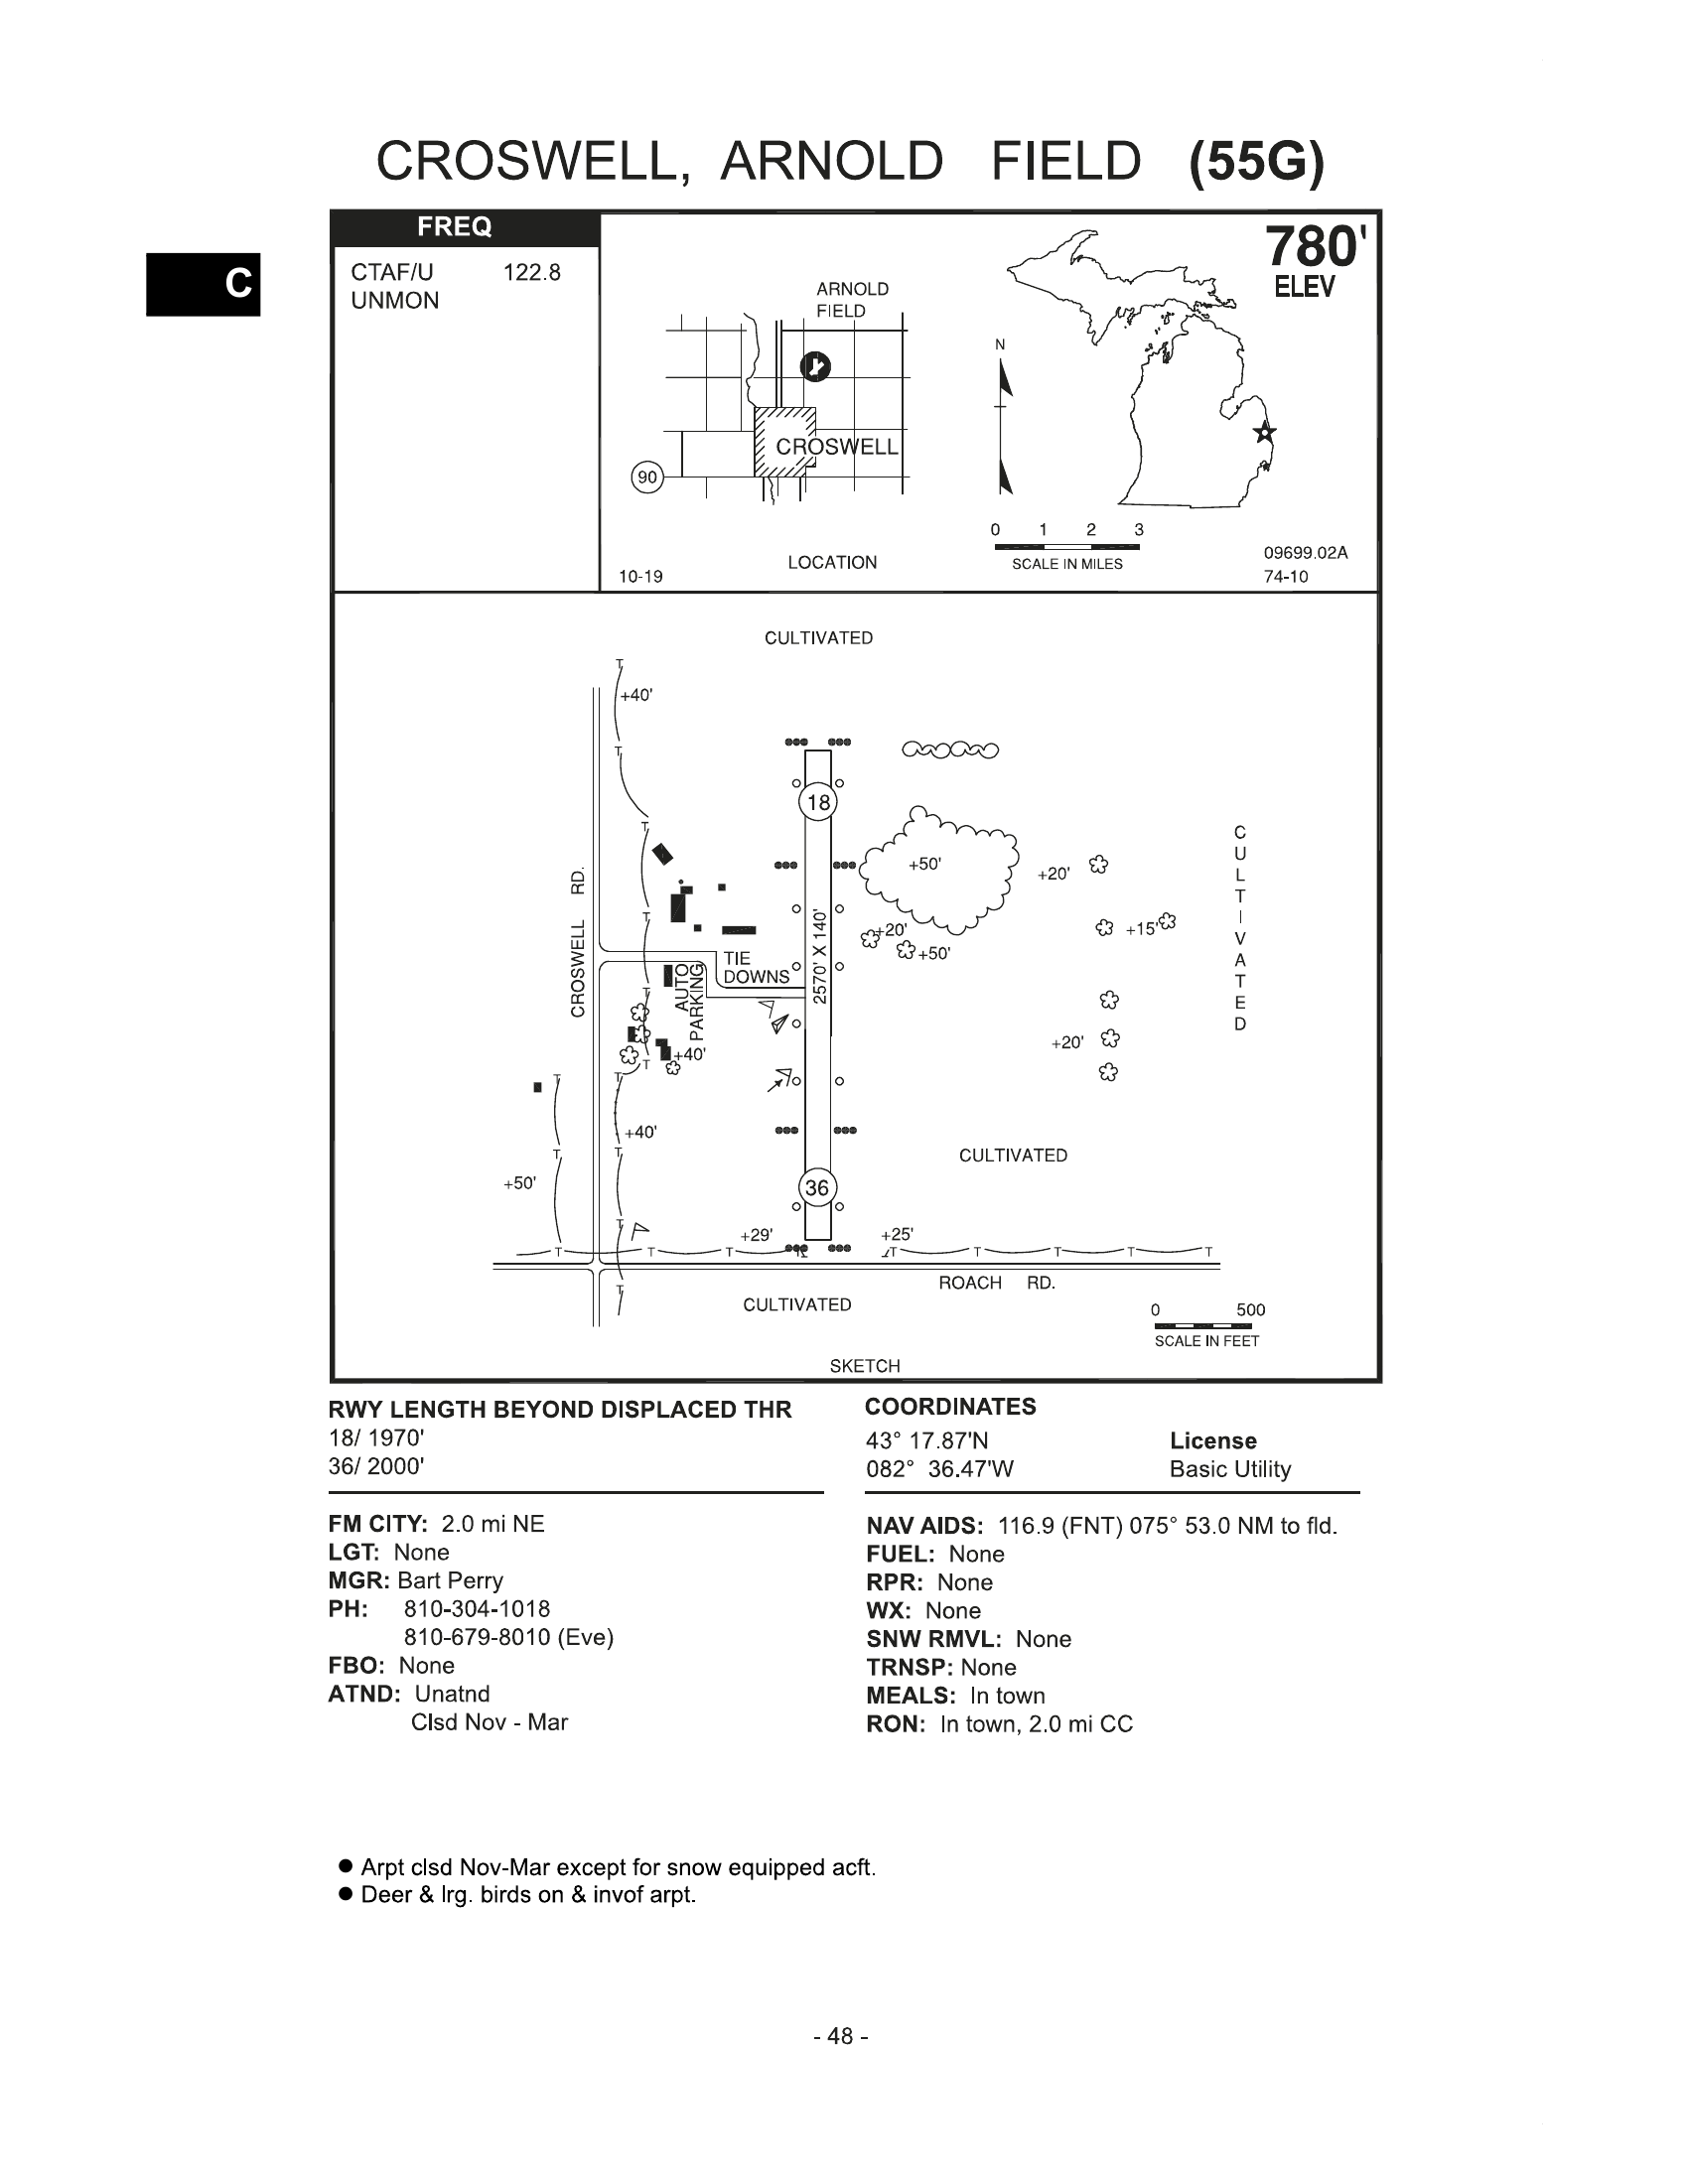 CROSWELL, ARNOLD FIELD (55G)
C
FREQ
CTAF/U 122.8
UNMON
ARNOLD
FIELD
CROSWELL
90
LOCATION
10-19
N
0 1 2 3
SCALE IN MILES
780'
ELEV
09699.02A
74-10
CULTIVATED
T
+40'
T
T
T
T
T
T
+40'
T
T
T
+40'
T
T
+50'
T
CROSWELL RD.
TIE
DOWNS
AUTO
PARKING
18
2570' X 140'
36
+50'
+20'
+50'
+20'
+15'
+20'
CULTIVATED
CULTIVATED
+29'
+25'
T T T T T T T T
ROACH RD.
CULTIVATED
0 500
SCALE IN FEET
SKETCH
RWY LENGTH BEYOND DISPLACED THR
18/ 1970'
36/ 2000'
COORDINATES
43° 17.87'N
082° 36.47'W
License
Basic Utility
FM CITY: 2.0 mi NE
LGT: None
MGR: Bart Perry
PH: 810-304-1018
810-679-8010 (Eve)
FBO: None
ATND: Unatnd
Clsd Nov - Mar
NAV AIDS: 116.9 (FNT) 075° 53.0 NM to fld.
FUEL: None
RPR: None
WX: None
SNW RMVL: None
TRNSP: None
MEALS: In town
RON: In town, 2.0 mi CC
● Arpt clsd Nov-Mar except for snow equipped acft.
● Deer & lrg. birds on & invof arpt.
- 48 -